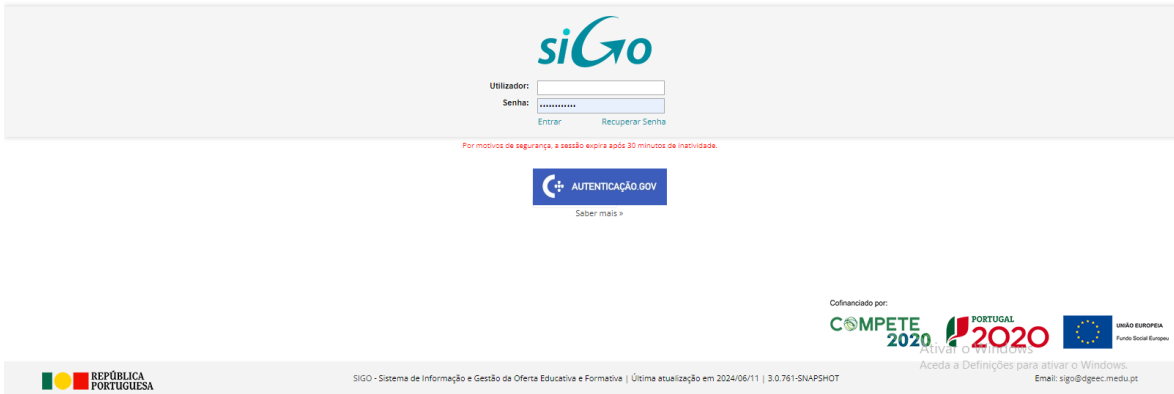 siGo
Utilizador:
Senha: ••••••••••••
Entrar Recuperar Senha
Por motivos de segurança, a sessão expira após 30 minutos de inatividade.
AUTENTICAÇÃO.GOV
Saber mais »
Cofinanciado por:
COMPETE
2020
PORTUGAL
2020
UNIÃO EUROPEIA
Fundo Social Europeu
Ativar o Windows
Aceda a Definições para ativar o Windows.
REPÚBLICA
PORTUGUESA
SIGO - Sistema de Informação e Gestão da Oferta Educativa e Formativa | Última atualização em 2024/06/11 | 3.0.761-SNAPSHOT
Email: sigo@dgeec.medu.pt